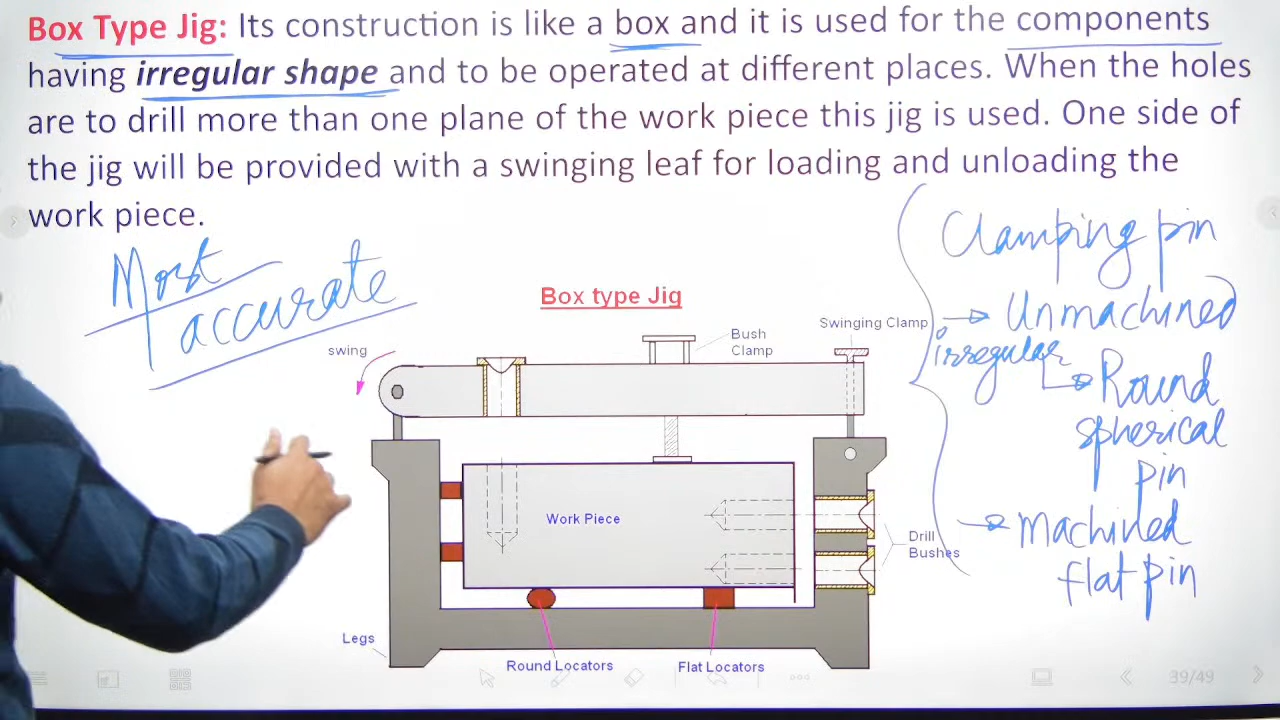 Box Type Jig: Its construction is like a box and it is used for the components
having irregular shape and to be operated at different places. When the holes
are to drill more than one plane of the work piece this jig is used. One side of
the jig will be provided with a swinging leaf for loading and unloading the
work piece.
Most
accurate
Clamping pin
Unmachined
irregular
Round
spherical
pin
Machined
flat pin
Box type Jig
swing
Bush
Clamp
Swinging Clamp
Work Piece
Drill
Bushes
Legs
Round Locators
Flat Locators
39/49